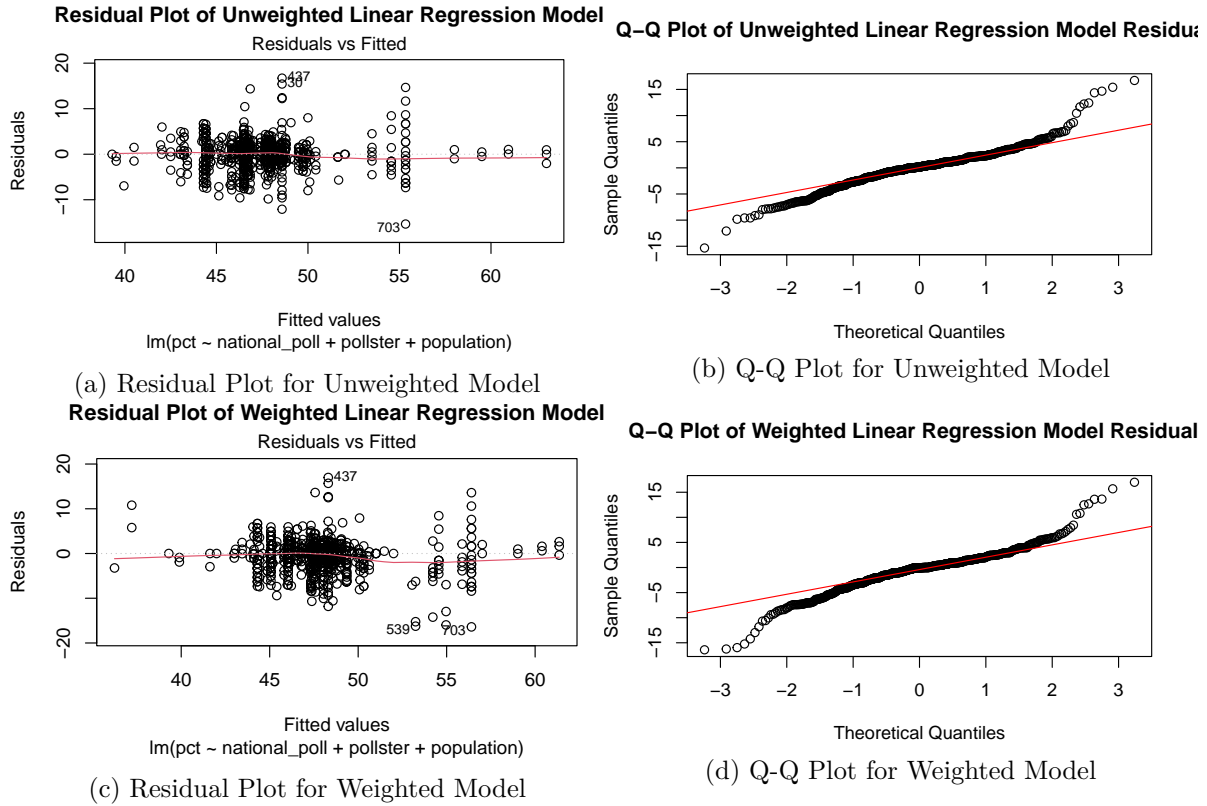 Residual Plot of Unweighted Linear Regression Model
Residuals vs Fitted
Residuals
20
10
0
−10
437
30
703
40 45 50 55 60
Fitted values
lm(pct ~ national_poll + pollster + population)
(a) Residual Plot for Unweighted Model
Q−Q Plot of Unweighted Linear Regression Model Residua
Sample Quantiles
15
5
−5
−15
−3 −2 −1 0 1 2 3
Theoretical Quantiles
(b) Q-Q Plot for Unweighted Model
Residual Plot of Weighted Linear Regression Model
Residuals vs Fitted
Residuals
20
10
0
−20
437
539
703
40 45 50 55 60
Fitted values
lm(pct ~ national_poll + pollster + population)
(c) Residual Plot for Weighted Model
Q−Q Plot of Weighted Linear Regression Model Residual
Sample Quantiles
15
5
−5
−15
−3 −2 −1 0 1 2 3
Theoretical Quantiles
(d) Q-Q Plot for Weighted Model